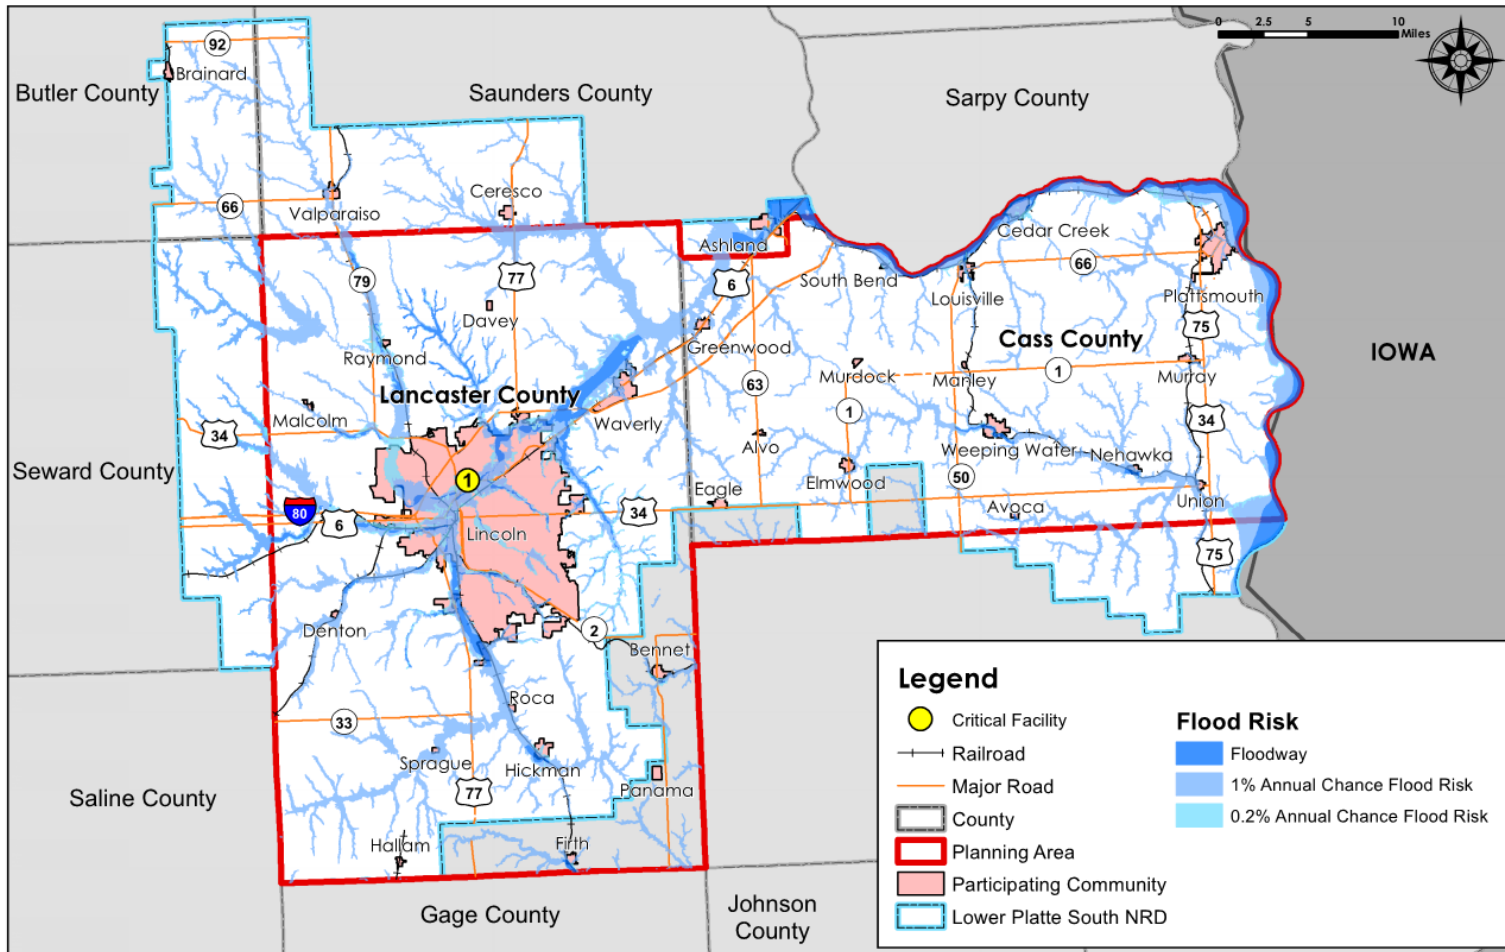 0 2.5 5 10
Miles
92
Brainard
Butler County
Saunders County
Sarpy County
66
Valparaiso
Ceresco
Ashland
Cedar Creek
66
79
77
6
South Bend
Louisville
Plattsmouth
Davey
Raymond
Greenwood
75
Cass County
IOWA
Lancaster County
63
Murdock
Manley
1
Murray
Malcolm
34
Waverly
1
34
Alvo
Weeping Water
Nehawka
Seward County
1
Eagle
Elmwood
50
Union
80
6
34
Avoca
Lincoln
75
Denton
2
Bennet
33
Roca
Sprague
Hickman
77
Panama
Saline County
Hallam
Firth
Gage County
Johnson
County
Legend
Critical Facility
Railroad
Major Road
County
Planning Area
Participating Community
Lower Platte South NRD
Flood Risk
Floodway
1% Annual Chance Flood Risk
0.2% Annual Chance Flood Risk